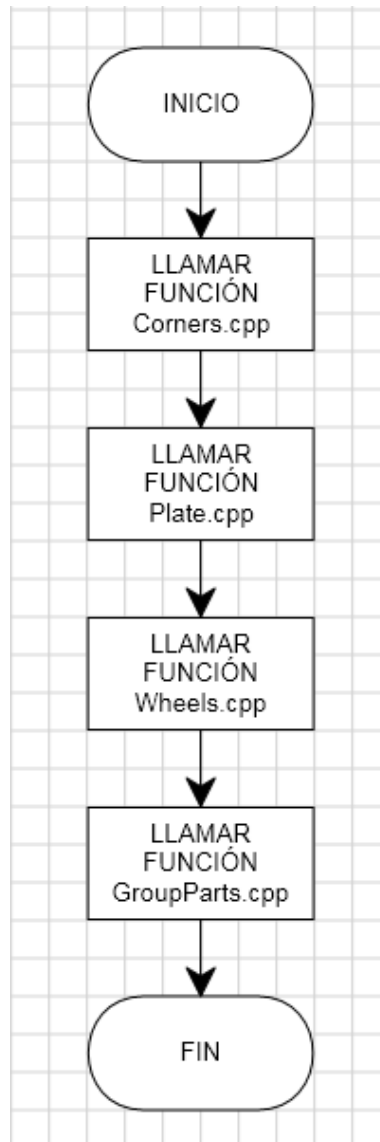 INICIO
LLAMAR
FUNCIÓN
Corners.cpp
LLAMAR
FUNCIÓN
Plate.cpp
LLAMAR
FUNCIÓN
Wheels.cpp
LLAMAR
FUNCIÓN
GroupParts.cpp
FIN